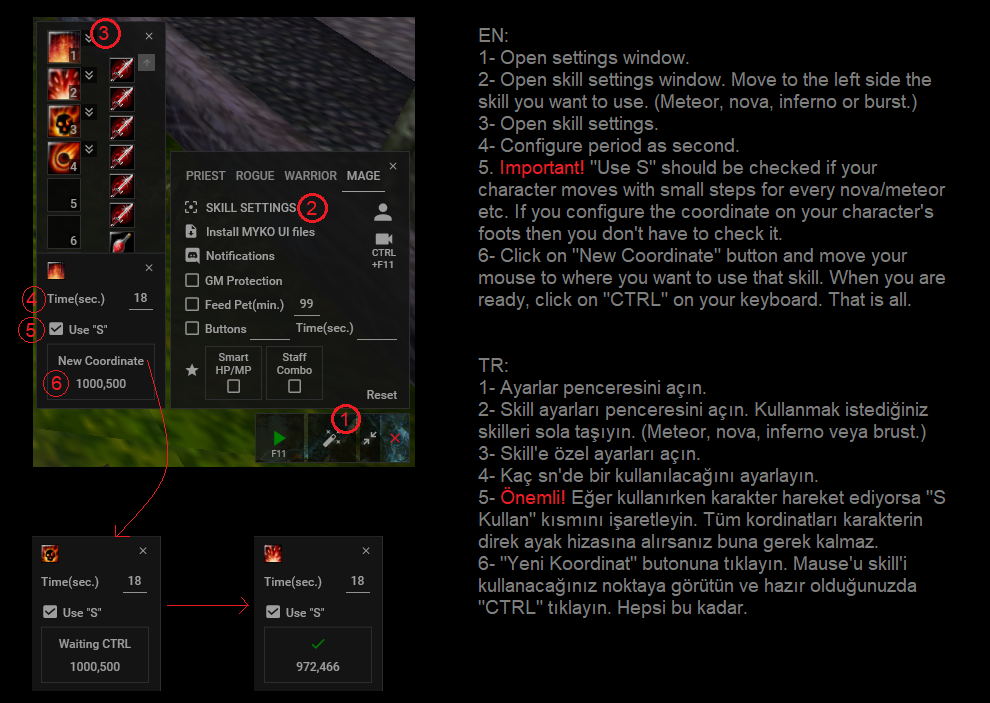 3
1
2
3
4
5
6
PRIEST ROGUE WARRIOR MAGE
SKILL SETTINGS 2
Install MYKO UI files
Notifications
CTRL
+F11
GM Protection
Feed Pet(min.) 99
Buttons Time(sec.)
Smart
HP/MP
Staff
Combo
Reset
4 Time(sec.) 18
5 Use "S"
New Coordinate
6 1000,500
1
F11
Time(sec.) 18
Use "S"
Waiting CTRL
1000,500
Time(sec.) 18
Use "S"
972,466
EN:
1- Open settings window.
2- Open skill settings window. Move to the left side the
skill you want to use. (Meteor, nova, inferno or burst.)
3- Open skill settings.
4- Configure period as second.
5. Important! "Use S" should be checked if your
character moves with small steps for every nova/meteor
etc. If you configure the coordinate on your character's
foots then you don't have to check it.
6- Click on "New Coordinate" button and move your
mouse to where you want to use that skill. When you are
ready, click on "CTRL" on your keyboard. That is all.
TR:
1- Ayarlar penceresini açın.
2- Skill ayarları penceresini açın. Kullanmak istediğiniz
skilleri sola taşıyın. (Meteor, nova, inferno veya brust.)
3- Skill'e özel ayarları açın.
4- Kaç sn'de bir kullanılacağını ayarlayın.
5- Önemli! Eğer kullanırken karakter hareket ediyorsa "S
Kullan" kısmını işaretleyin. Tüm kordinatları karakterin
direk ayak hizasına alırsanız buna gerek kalmaz.
6- "Yeni Koordinat" butonuna tıklayın. Mause'u skill'i
kullanacağınız noktaya görütün ve hazır olduğunuzda
"CTRL" tıklayın. Hepsi bu kadar.